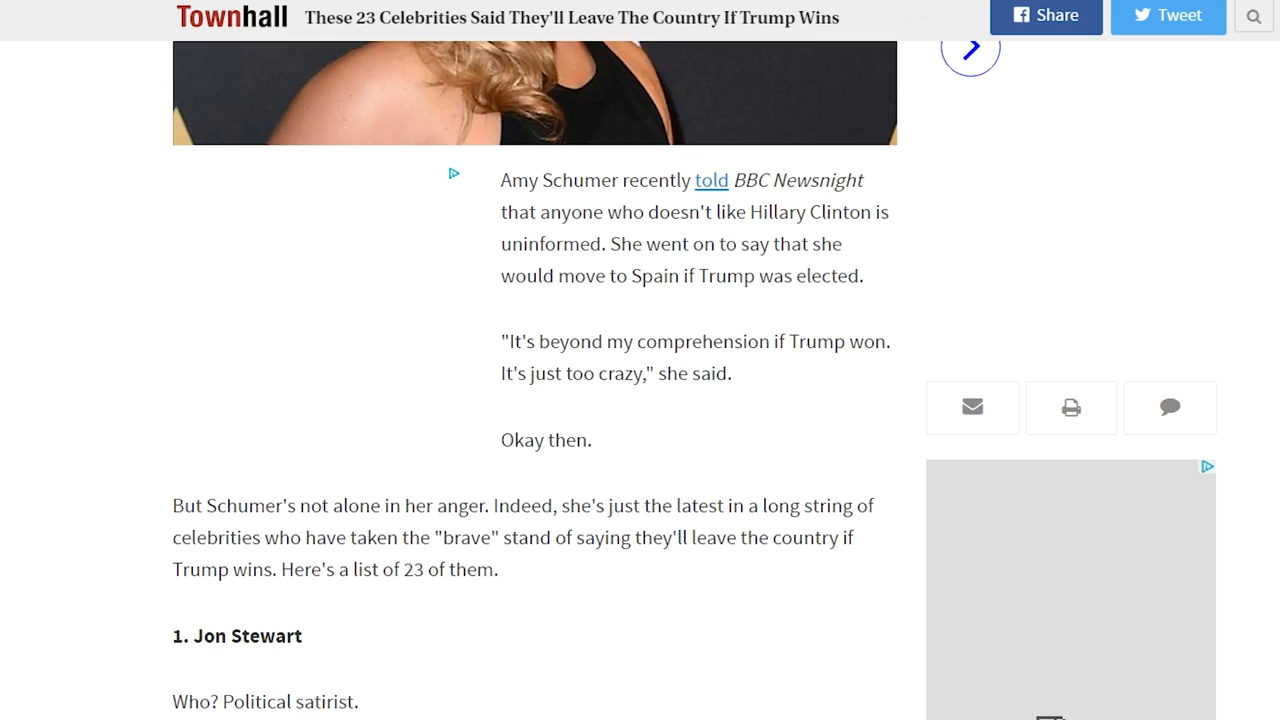 Townhall These 23 Celebrities Said They'll Leave The Country If Trump Wins Share Tweet
Amy Schumer recently told BBC Newsnight
that anyone who doesn't like Hillary Clinton is
uninformed. She went on to say that she
would move to Spain if Trump was elected.
"It's beyond my comprehension if Trump won.
It's just too crazy," she said.
Okay then.
But Schumer's not alone in her anger. Indeed, she's just the latest in a long string of
celebrities who have taken the "brave" stand of saying they'll leave the country if
Trump wins. Here's a list of 23 of them.
1. Jon Stewart
Who? Political satirist.